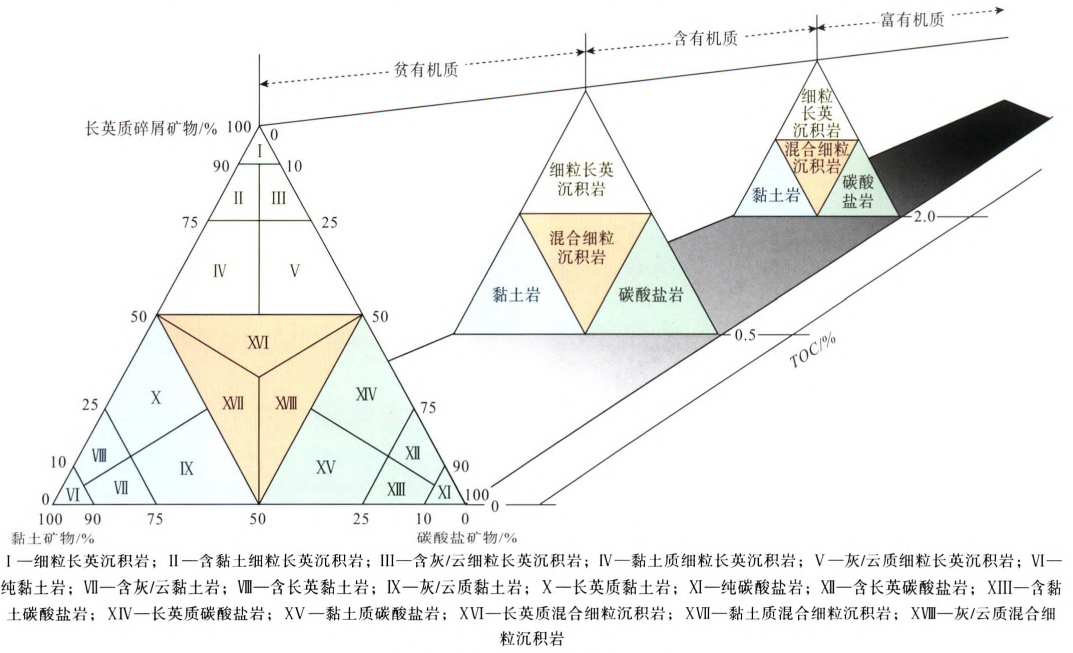 贫有机质
含有机质
富有机质
长英质碎屑矿物/%
100
0
90
10
75
25
50
50
25
75
10
90
0
100
100
90
75
50
25
10
0
黏土矿物/%
碳酸盐矿物/%
I
II
III
IV
V
XVI
X
XVII
XVIII
XIV
VIII
IX
XV
XII
VI
VII
XIII
XI
细粒长英
沉积岩
混合细粒
沉积岩
黏土岩
碳酸盐岩
细粒
长英
沉积岩
混合细粒
沉积岩
黏土岩
碳酸
盐岩
0
0.5
2.0
TOC/%
I—细粒长英沉积岩；II—含黏土细粒长英沉积岩；III—含灰/云细粒长英沉积岩；IV—黏土质细粒长英沉积岩；V—灰/云质细粒长英沉积岩；VI—
纯黏土岩；VII—含灰/云黏土岩；VIII—含长英黏土岩；IX—灰/云质黏土岩；X—长英质黏土岩；XI—纯碳酸盐岩；XII—含长英碳酸盐岩；XIII—含黏
土碳酸盐岩；XIV—长英质碳酸盐岩；XV—黏土质碳酸盐岩；XVI—长英质混合细粒沉积岩；XVII—黏土质混合细粒沉积岩；XVIII—灰/云质混合细
粒沉积岩